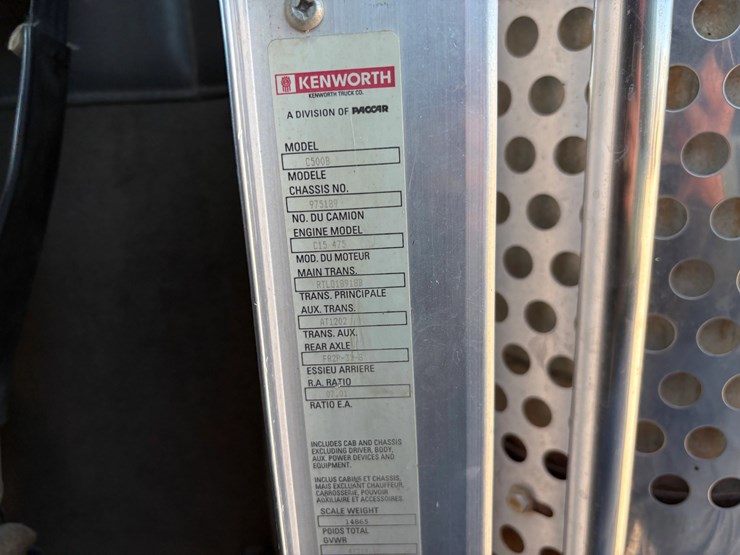 KENWORTH
KENWORTH TRUCK CO.
A DIVISION OF PACCAR
MODEL
C500B
MODELE
CHASSIS NO.
975189
NO. DU CAMION
ENGINE MODEL
C15 475
MOD. DU MOTEUR
MAIN TRANS.
TRANS. PRINCIPALE
AUX. TRANS.
AT1202
TRANS. AUX.
REAR AXLE
ESSIEU ARRIERE
R.A. RATIO
RATIO E.A.
INCLUDES CAB AND CHASSIS
EXCLUDING DRIVER, BODY,
AUX. POWER DEVICES AND
EQUIPMENT.
INCLUS CABINE ET CHASSIS,
MAIS EXCLUANT CHAUFFEUR,
CARROSSERIE, POUVOIR
AUXILIAIRE ET ACCESSOIRES.
SCALE WEIGHT
14865
POIDS TOTAL
GVWR